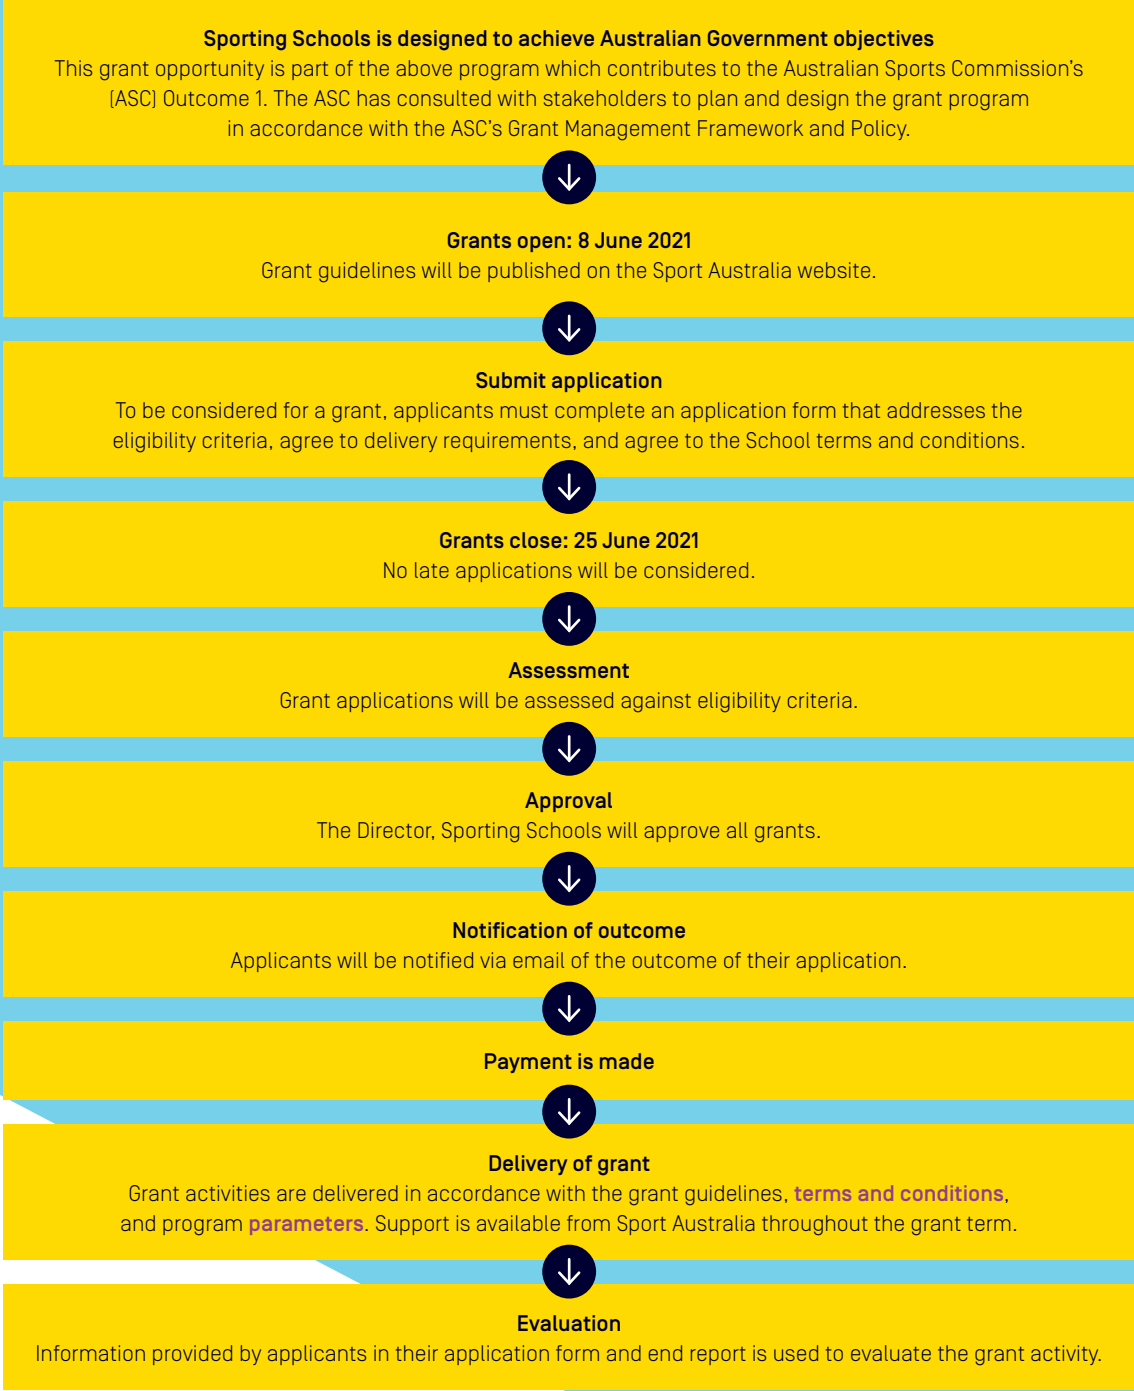 Sporting Schools is designed to achieve Australian Government objectives
This grant opportunity is part of the above program which contributes to the Australian Sports Commission's
(ASC) Outcome 1. The ASC has consulted with stakeholders to plan and design the grant program
in accordance with the ASC's Grant Management Framework and Policy.
Grants open: 8 June 2021
Grant guidelines will be published on the Sport Australia website.
Submit application
To be considered for a grant, applicants must complete an application form that addresses the
eligibility criteria, agree to delivery requirements, and agree to the School terms and conditions.
Grants close: 25 June 2021
No late applications will be considered.
Assessment
Grant applications will be assessed against eligibility criteria.
Approval
The Director, Sporting Schools will approve all grants.
Notification of outcome
Applicants will be notified via email of the outcome of their application.
Payment is made
Delivery of grant
Grant activities are delivered in accordance with the grant guidelines, terms and conditions,
and program parameters. Support is available from Sport Australia throughout the grant term.
Evaluation
Information provided by applicants in their application form and end report is used to evaluate the grant activity.